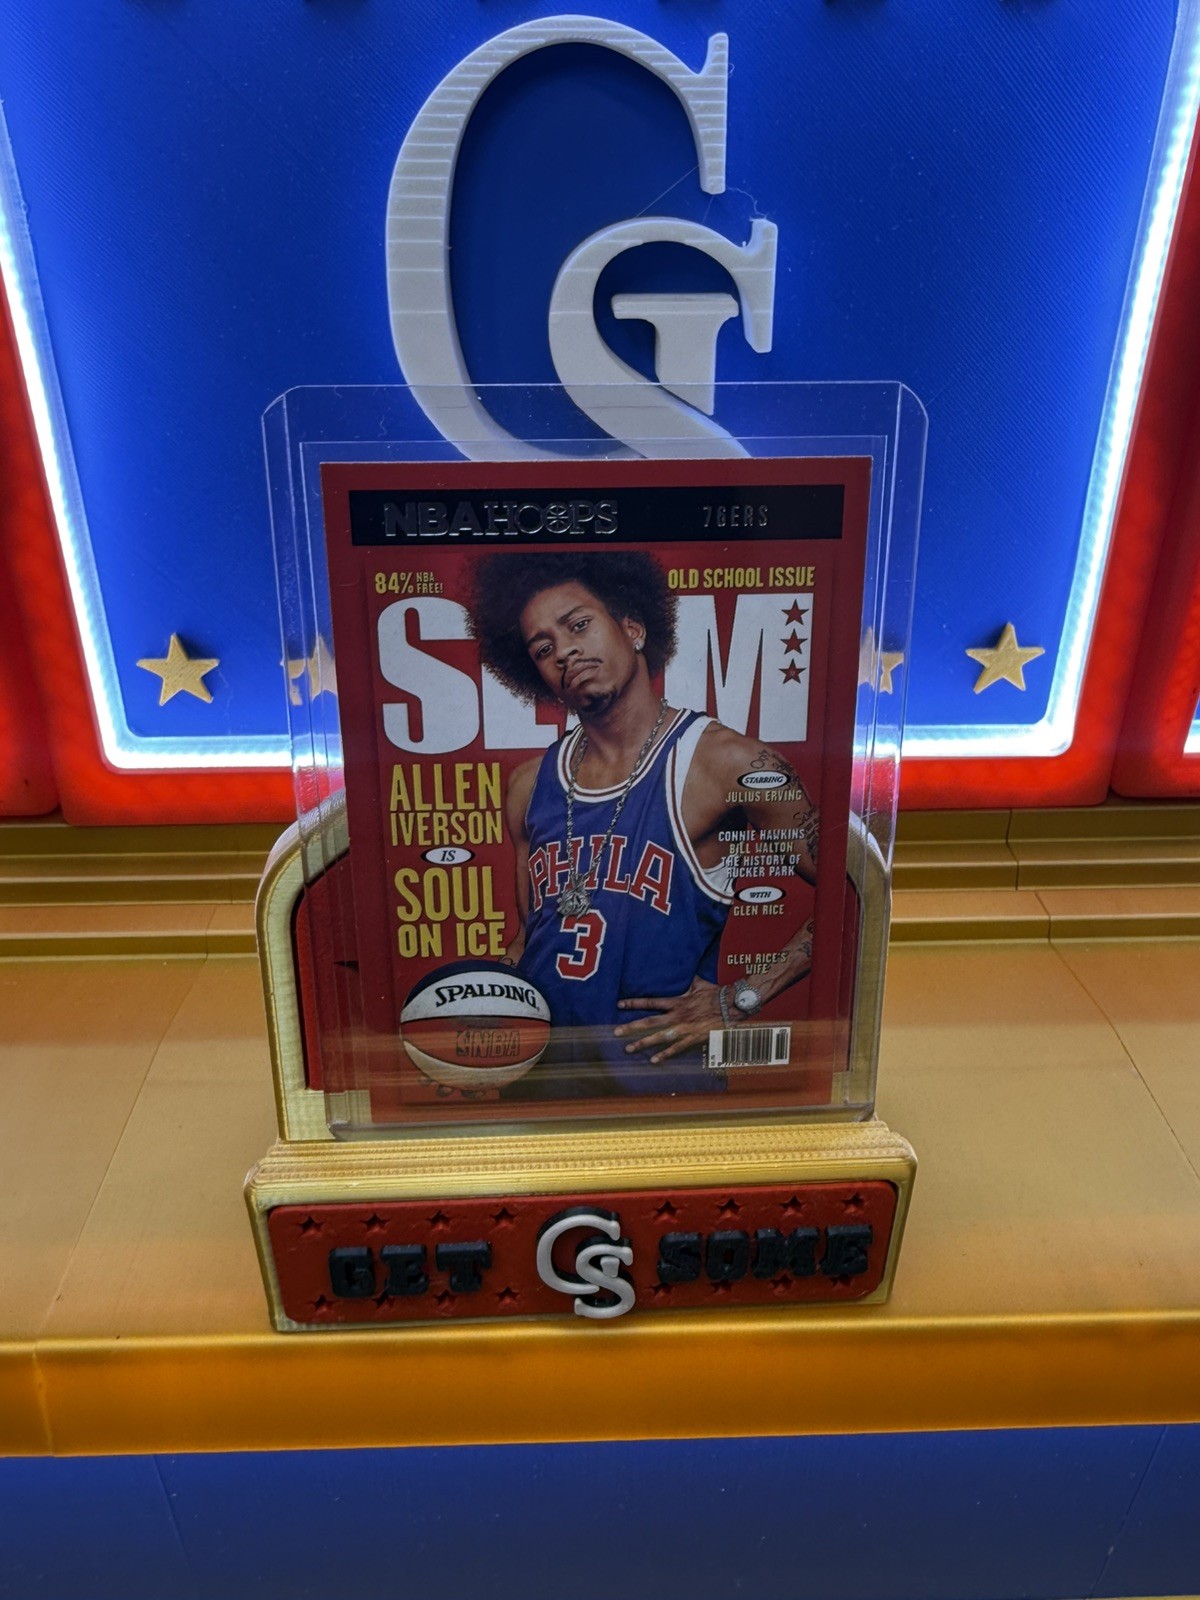 GS
NBA HOOPS
76ERS
84% NBA FREE!
OLD SCHOOL ISSUE
SLAM
ALLEN
IVERSON
IS
SOUL
ON ICE
STARRING
JULIUS ERVING
CONNIE HAWKINS
BILL WALTON
THE HISTORY OF
RUCKER PARK
WITH
GLEN RICE
GLEN RICE'S
WIFE
PHILA
3
SPALDING
NBA
GET GS SOME